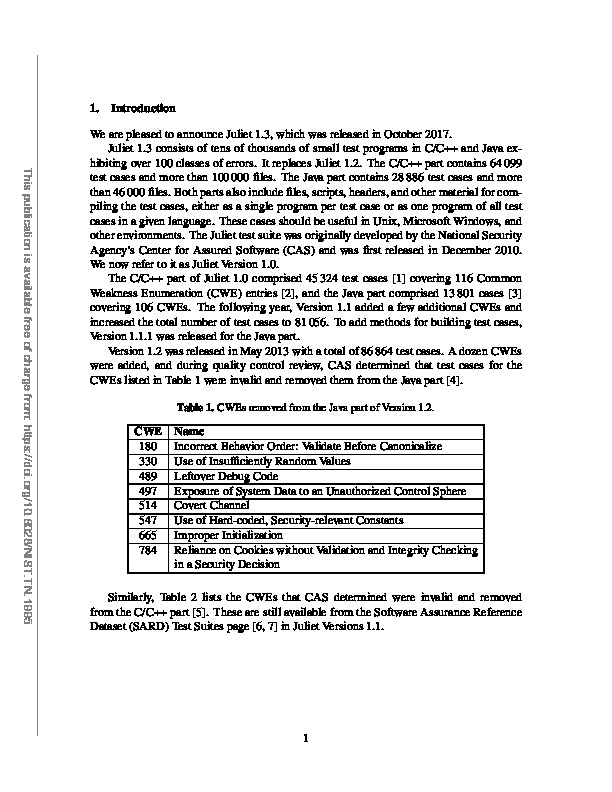 1. Introduction
We are pleased to announce Juliet 1.3, which was released in October 2017.
Juliet 1.3 consists of tens of thousands of small test programs in C/C++ and Java ex-
hibiting over 100 classes of errors. It replaces Juliet 1.2. The C/C++ part contains 64 099
test cases and more than 100 000 files. The Java part contains 28 886 test cases and more
than 46 000 files. Both parts also include files, scripts, headers, and other material for com-
piling the test cases, either as a single program per test case or as one program of all test
cases in a given language. These cases should be useful in Unix, Microsoft Windows, and
other environments. The Juliet test suite was originally developed by the National Security
Agency's Center for Assured Software (CAS) and was first released in December 2010.
We now refer to it as Juliet Version 1.0.
The C/C++ part of Juliet 1.0 comprised 45 324 test cases [1] covering 116 Common
Weakness Enumeration (CWE) entries [2], and the Java part comprised 13 801 cases [3]
covering 106 CWEs. The following year, Version 1.1 added a few additional CWEs and
increased the total number of test cases to 81 056. To add methods for building test cases,
Version 1.1.1 was released for the Java part.
Version 1.2 was released in May 2013 with a total of 86 864 test cases. A dozen CWEs
were added, and during quality control review, CAS determined that test cases for the
CWEs listed in Table 1 were invalid and removed them from the Java part [4].
Table 1. CWEs removed from the Java part of Version 1.2.
CWE Name
180 Incorrect Behavior Order: Validate Before Canonicalize
330 Use of Insufficiently Random Values
489 Leftover Debug Code
497 Exposure of System Data to an Unauthorized Control Sphere
514 Covert Channel
547 Use of Hard-coded, Security-relevant Constants
665 Improper Initialization
784 Reliance on Cookies without Validation and Integrity Checking
in a Security Decision
Similarly, Table 2 lists the CWEs that CAS determined were invalid and removed
from the C/C++ part [5]. These are still available from the Software Assurance Reference
Dataset (SARD) Test Suites page [6, 7] in Juliet Versions 1.1.
1
This publication is available free of charge from: https://doi.org/10.6028/NIST.TN.1995